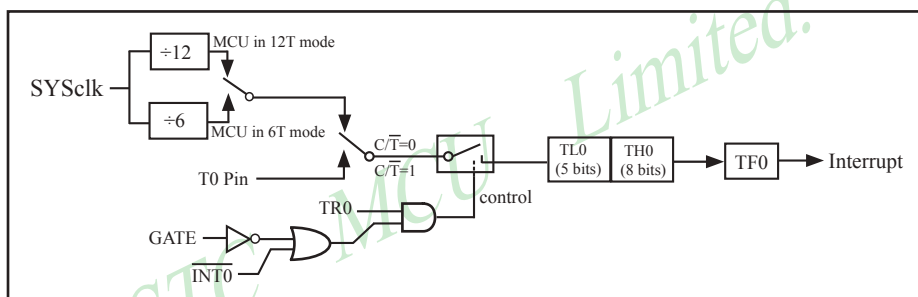 ÷12
MCU in 12T mode
SYSclk
÷6
MCU in 6T mode
C/T̅=0
C/T̅=1
T0 Pin
TL0
(5 bits)
TH0
(8 bits)
TF0
Interrupt
control
TR0
GATE
I̅N̅T̅0̅
STC MCU Limited.